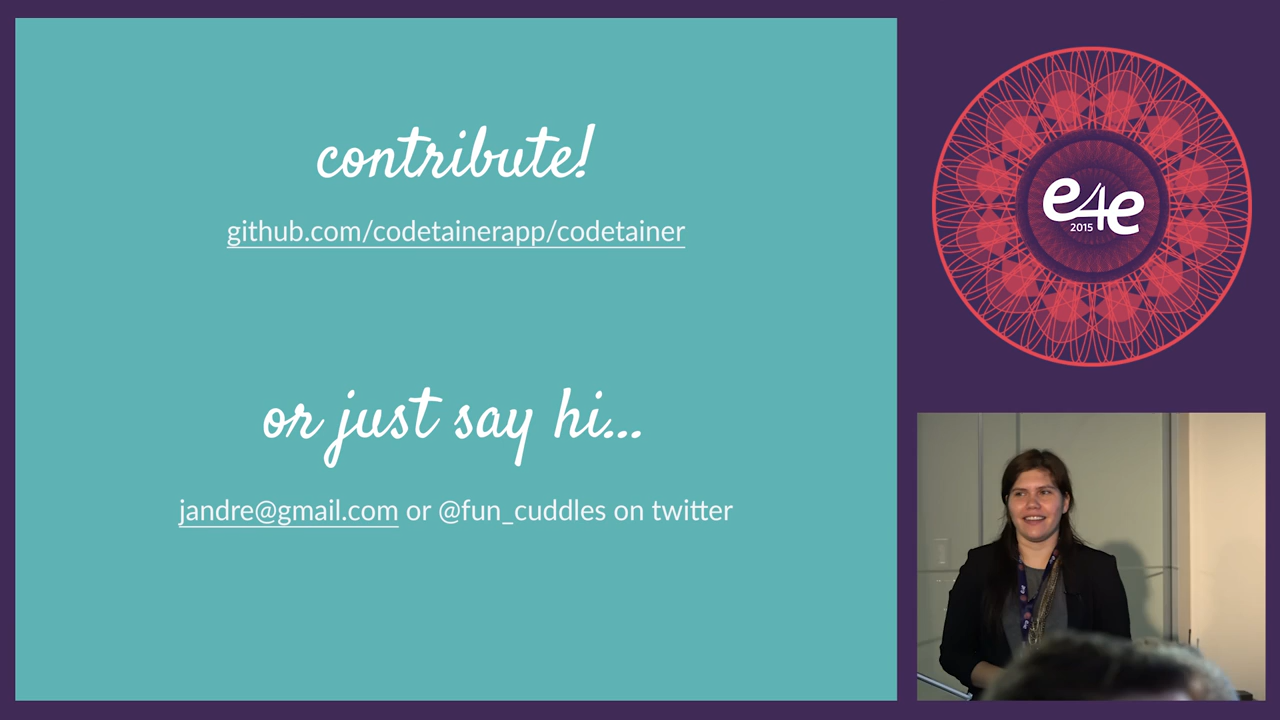 contribute!
github.com/codetainerapp/codetainer
or just say hi...
jandre@gmail.com or @fun_cuddles on twitter
e4e
2015